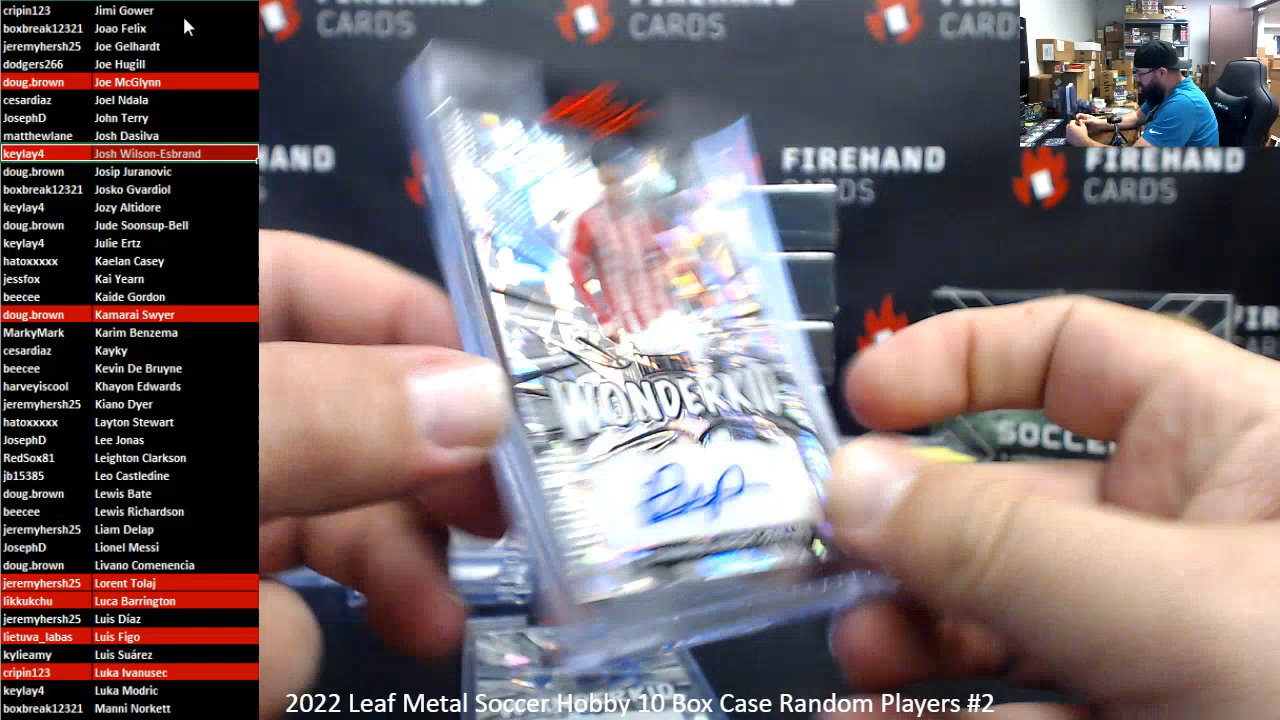 cripin123 Jimi Gower
boxbreak12321 Joao Felix
jeremyhersh25 Joe Gelhardt
dodgers266 Joe Hugill
doug.brown Joe McGlynn
cesardiaz Joel Ndala
JosephD John Terry
matthewlane Josh Dasilva
keylay4 Josh Wilson-Esbrand
doug.brown Josip Juranovic
boxbreak12321 Josko Gvardiol
keylay4 Jozy Altidore
doug.brown Jude Soonsup-Bell
keylay4 Julie Ertz
hatoxxxxx Kaelan Casey
jessfox Kai Yearn
beecee Kaide Gordon
doug.brown Kamarai Swyer
MarkyMark Karim Benzema
cesardiaz Kayky
beecee Kevin De Bruyne
harveyiscool Khayon Edwards
jeremyhersh25 Kiano Dyer
hatoxxxxx Layton Stewart
JosephD Lee Jonas
RedSox81 Leighton Clarkson
jb15385 Leo Castledine
doug.brown Lewis Bate
beecee Lewis Richardson
jeremyhersh25 Liam Delap
JosephD Lionel Messi
doug.brown Livano Comenencia
jeremyhersh25 Lorent Tolaj
likkukchu Luca Barrington
jeremyhersh25 Luis Díaz
lietuva_labas Luis Figo
kylieamy Luis Suárez
cripin123 Luka Ivanusec
keylay4 Luka Modric
boxbreak12321 Manni Norkett
CARDS
CARDS
CARDS
FIREHAND
CARDS
WONDERKID
SOCCER
2022 Leaf Metal Soccer Hobby 10 Box Case Random Players #2